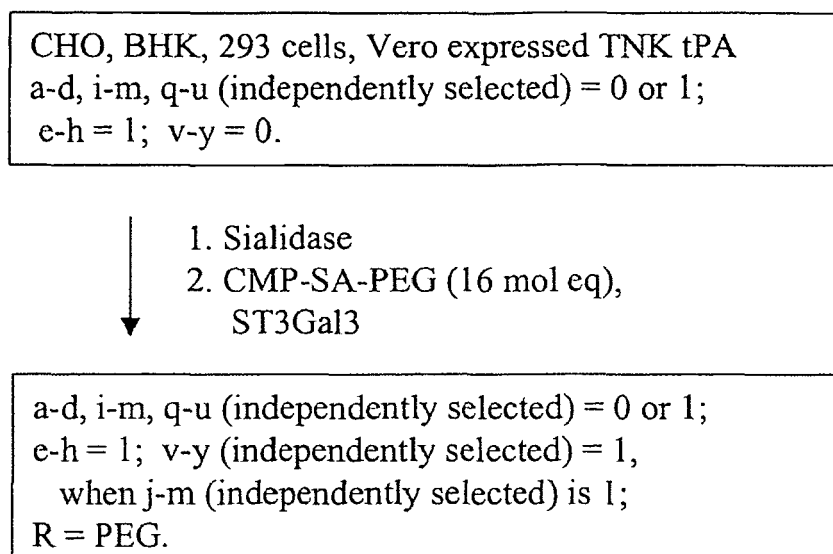 CHO, BHK, 293 cells, Vero expressed TNK tPA
a-d, i-m, q-u (independently selected) = 0 or 1;
e-h = 1; v-y = 0.
1. Sialidase
2. CMP-SA-PEG (16 mol eq),
ST3Gal3
a-d, i-m, q-u (independently selected) = 0 or 1;
e-h = 1; v-y (independently selected) = 1,
when j-m (independently selected) is 1;
R = PEG.